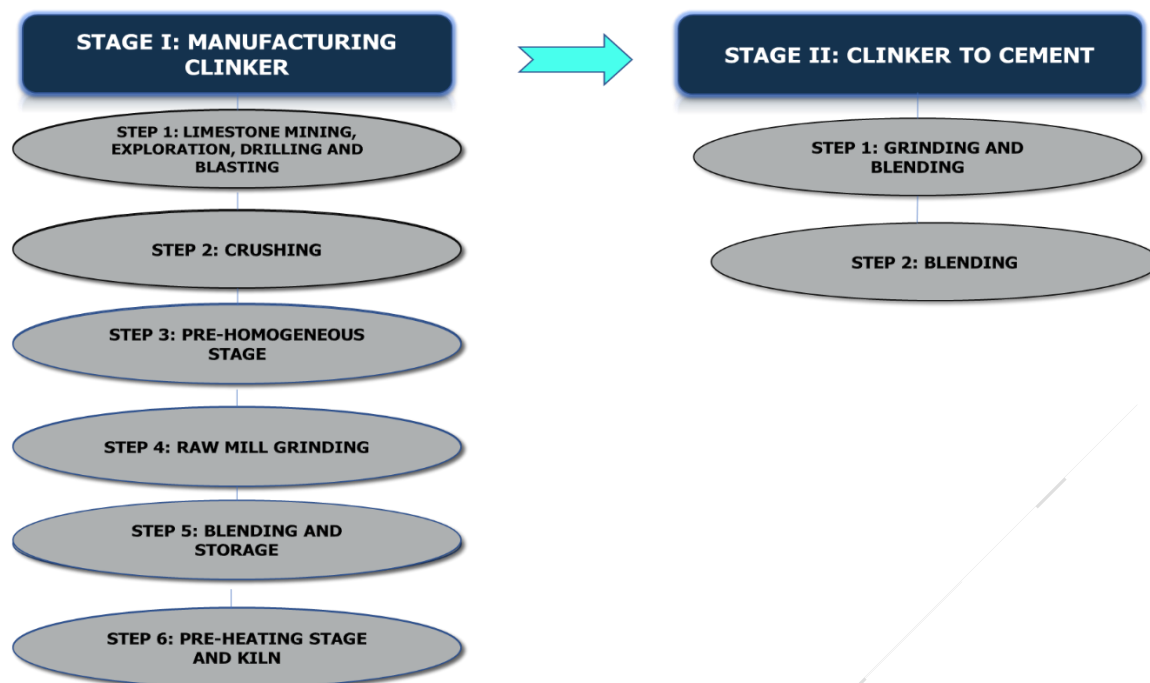 STAGE I: MANUFACTURING
CLINKER
STEP 1: LIMESTONE MINING,
EXPLORATION, DRILLING AND
BLASTING
STEP 2: CRUSHING
STEP 3: PRE-HOMOGENEOUS
STAGE
STEP 4: RAW MILL GRINDING
STEP 5: BLENDING AND
STORAGE
STEP 6: PRE-HEATING STAGE
AND KILN
STAGE II: CLINKER TO CEMENT
STEP 1: GRINDING AND
BLENDING
STEP 2: BLENDING